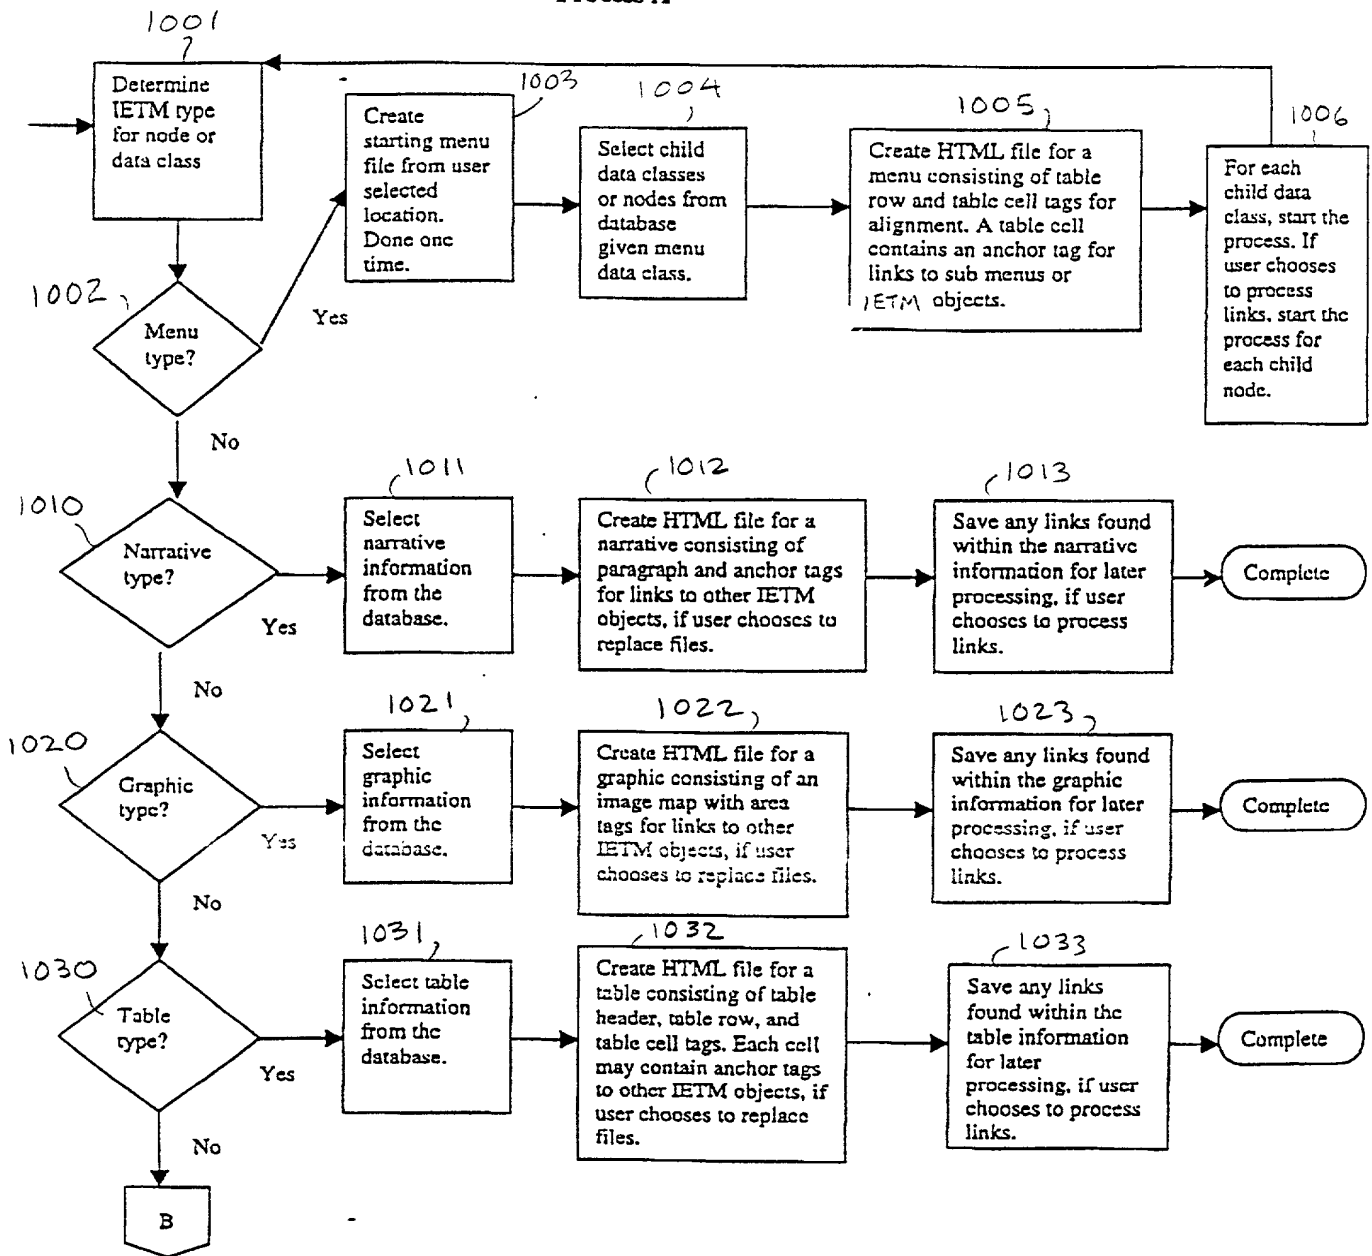 1001
Determine
IETM type
for node or
data class
1003
Create
starting menu
file from user
selected
location.
Done one
time.
1004
Select child
data classes
or nodes from
database
given menu
data class.
1005
Create HTML file for a
menu consisting of table
row and table cell tags for
alignment. A table cell
contains an anchor tag for
links to sub menus or
IETM objects.
1006
For each
child data
class, start the
process. If
user chooses
to process
links, start the
process for
each child
node.
1002
Menu
type?
Yes
No
1010
Narrative
type?
Yes
1011
Select
narrative
information
from the
database.
1012
Create HTML file for a
narrative consisting of
paragraph and anchor tags
for links to other IETM
objects, if user chooses to
replace files.
1013
Save any links found
within the narrative
information for later
processing, if user
chooses to process
links.
Complete
No
1020
Graphic
type?
Yes
1021
Select
graphic
information
from the
database.
1022
Create HTML file for a
graphic consisting of an
image map with area
tags for links to other
IETM objects, if user
chooses to replace files.
1023
Save any links found
within the graphic
information for later
processing, if user
chooses to process
links.
Complete
No
1030
Table
type?
Yes
1031
Select table
information
from the
database.
1032
Create HTML file for a
table consisting of table
header, table row, and
table cell tags. Each cell
may contain anchor tags
to other IETM objects, if
user chooses to replace
files.
1033
Save any links
found within the
table information
for later
processing, if user
chooses to process
links.
Complete
No
B